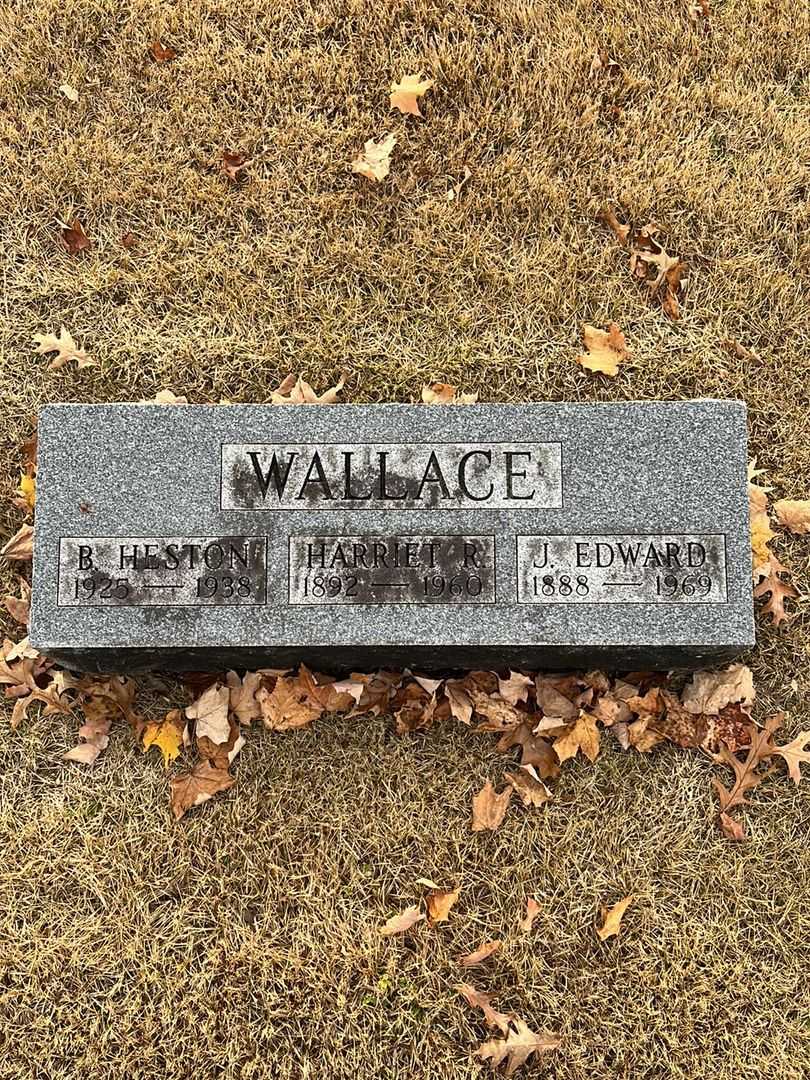 WALLACE
B. HESTON
1925 — 1938
HARRIET R.
1892 — 1960
J. EDWARD
1888 — 1969